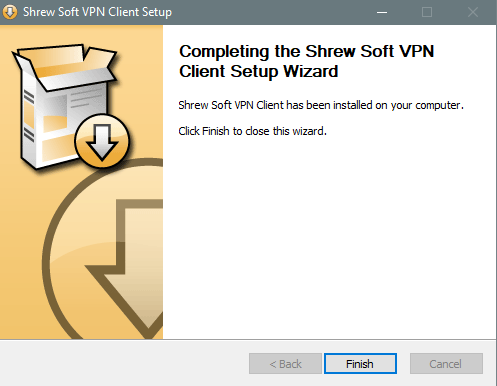 Shrew Soft VPN Client Setup
Completing the Shrew Soft VPN
Client Setup Wizard
Shrew Soft VPN Client has been installed on your computer.
Click Finish to close this wizard.
< Back
Finish
Cancel